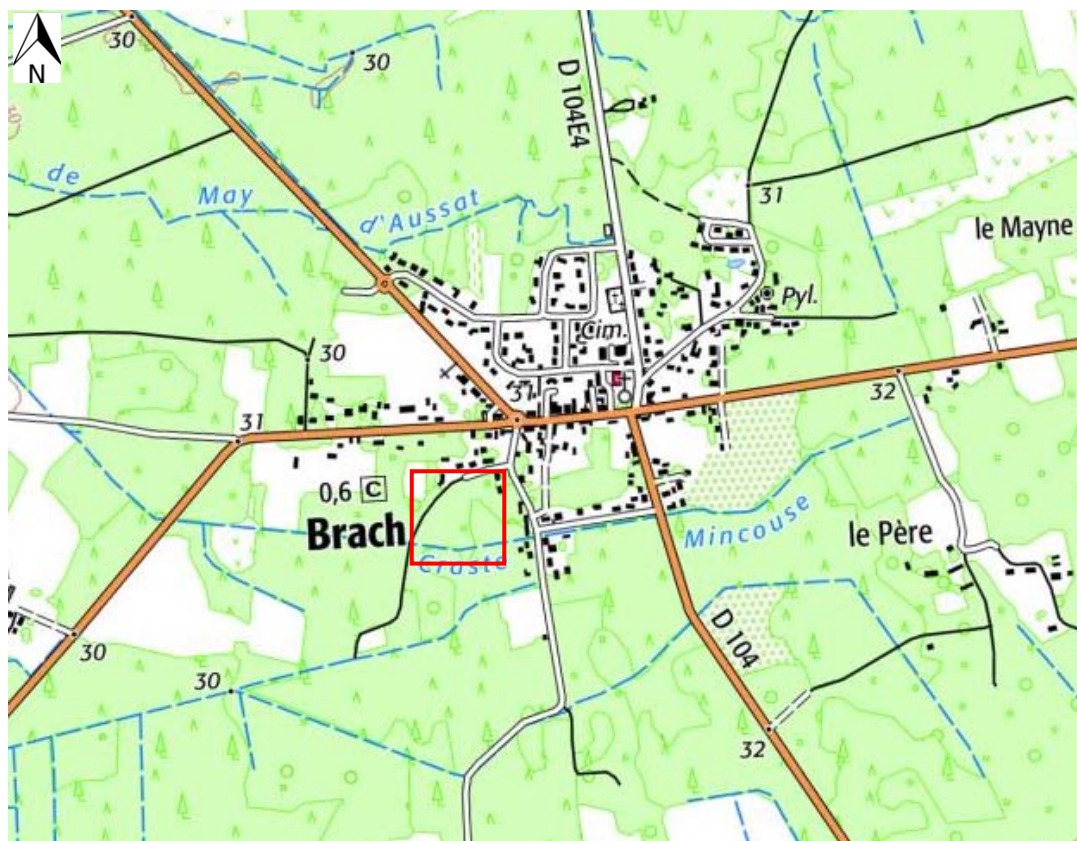 30
N
30
D 104E4
de
May
d'Aussat
31
le Mayne
Pyl.
Cim.
30
31
32
31
0,6 C
Brach
Craste
Mincouse
le Père
30
30
D 104
32